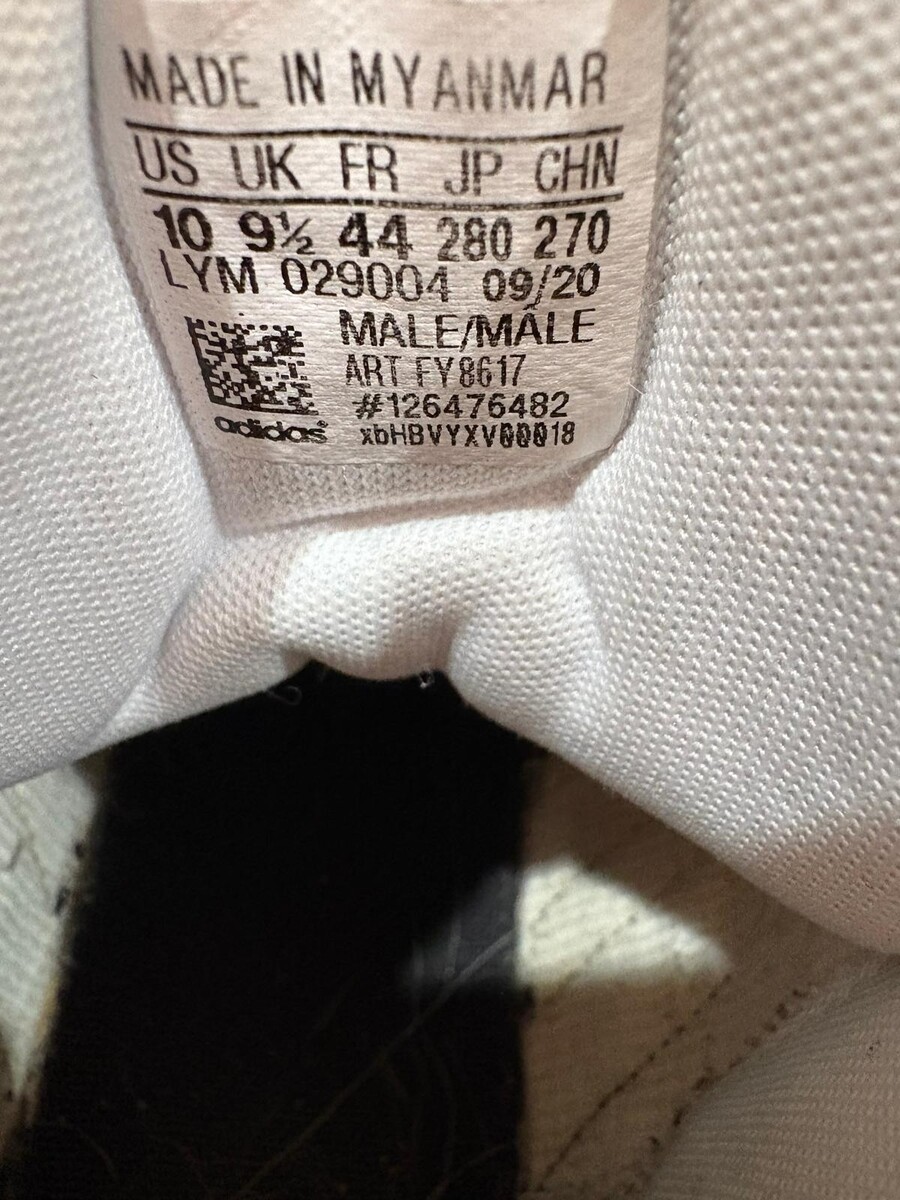 MADE IN MYANMAR
US UK FR JP CHN
10 9½ 44 280 270
LYM 029004 09/20
MALE/MÂLE
ART FY8617
#126476482
adidas® xbHBVYXV00018